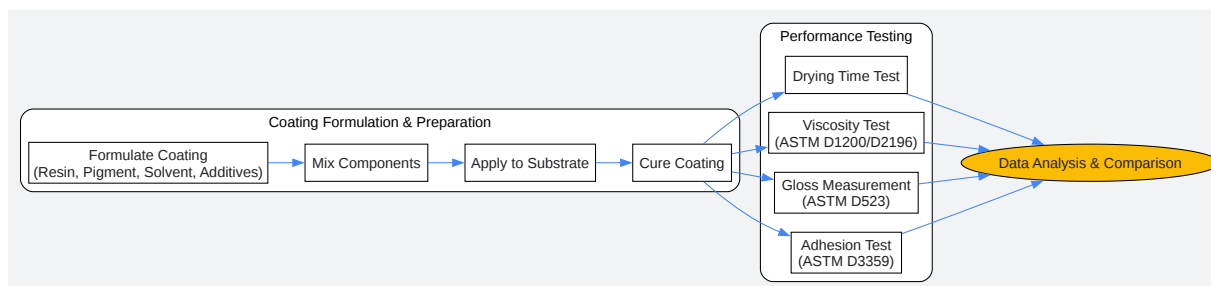 Performance Testing
Drying Time Test
Coating Formulation & Preparation
Formulate Coating
(Resin, Pigment, Solvent, Additives)
Mix Components
Apply to Substrate
Cure Coating
Viscosity Test
(ASTM D1200/D2196)
Gloss Measurement
(ASTM D523)
Adhesion Test
(ASTM D3359)
Data Analysis & Comparison